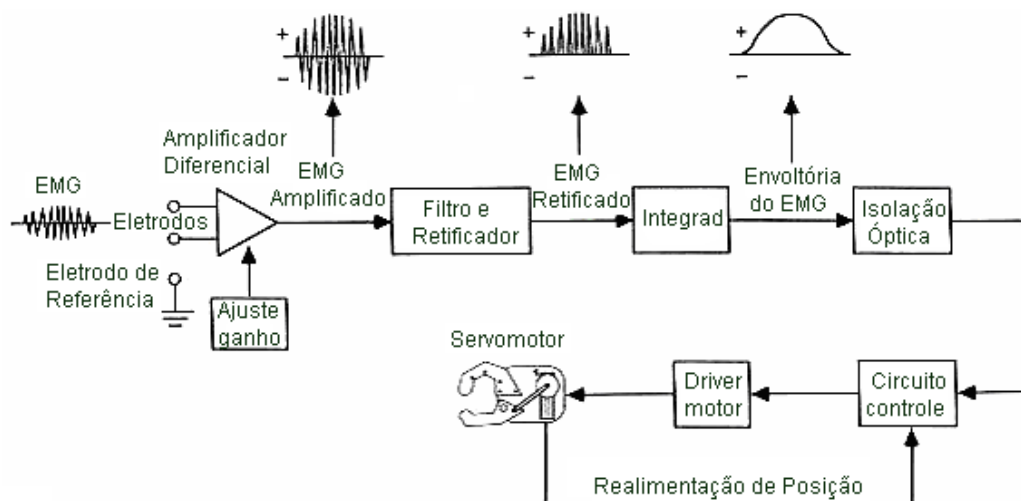 +
−
+
−
+
−
Amplificador
Diferencial
EMG
Eletrodos
EMG
Amplificado
Filtro e
Retificador
EMG
Retificado
Integrad
Envoltória
do EMG
Isolação
Óptica
Eletrodo de
Referência
Ajuste
ganho
Servomotor
Driver
motor
Circuito
controle
Realimentação de Posição